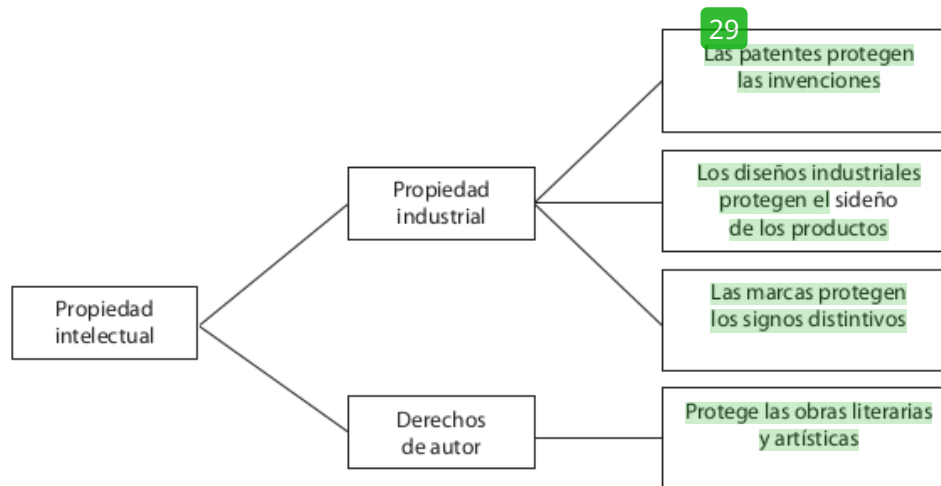 29
Las patentes protegen
las invenciones
Propiedad
industrial
Los diseños industriales
protegen el sideño
de los productos
Propiedad
intelectual
Las marcas protegen
los signos distintivos
Derechos
de autor
Protege las obras literarias
y artísticas